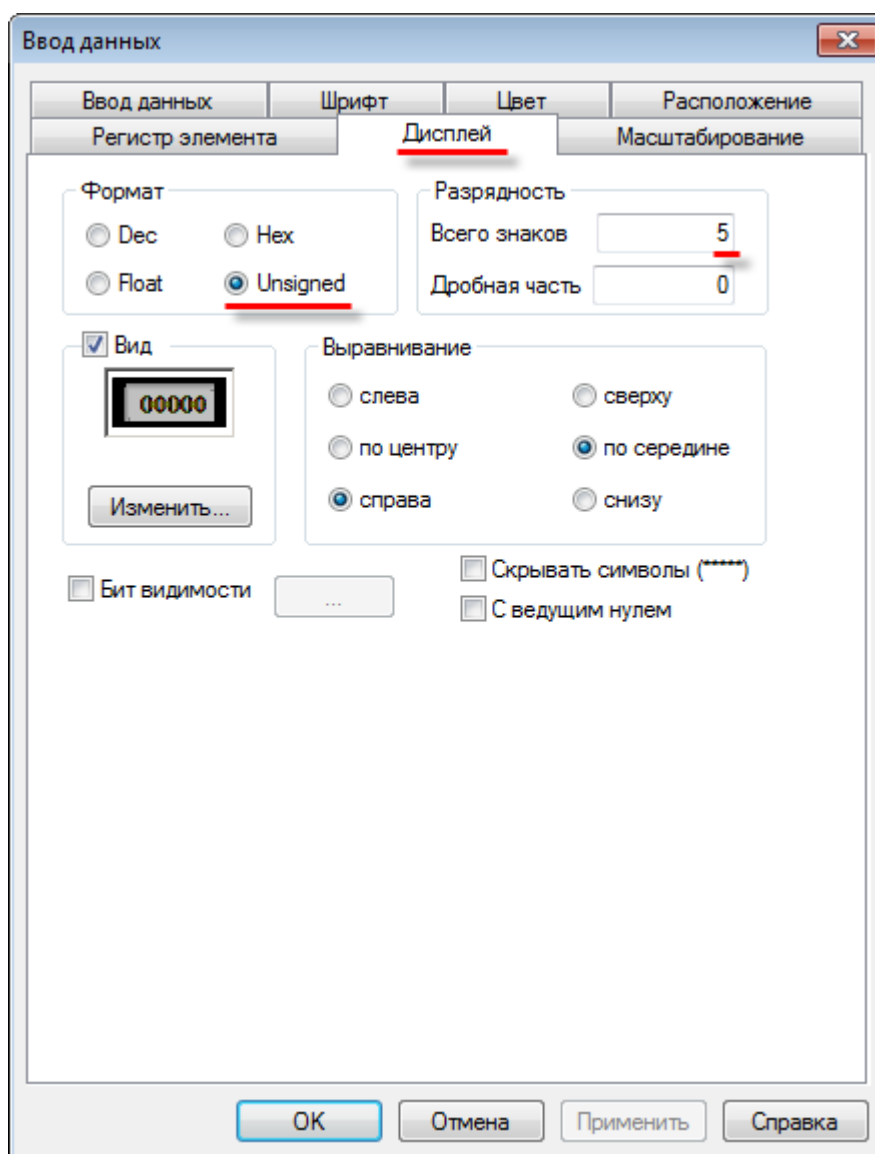 Ввод данных
Ввод данных Шрифт Цвет Расположение
Регистр элемента Дисплей Масштабирование
Формат Разрядность
Dec Hex Всего знаков 5
Float Unsigned Дробная часть 0
Вид Выравнивание
00000 слева сверху
по центру по середине
Изменить... справа снизу
Скрывать символы (*****)
Бит видимости ...
С ведущим нулем
OK Отмена Применить Справка